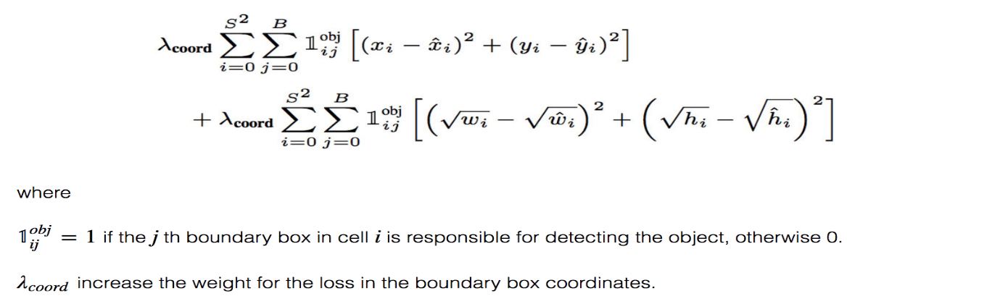 $\lambda_{\textbf{coord}} \sum_{i=0}^{S^2} \sum_{j=0}^{B} \mathbb{1}_{ij}^{\text{obj}} \left[ (x_i - \hat{x}_i)^2 + (y_i - \hat{y}_i)^2 \right]$
$+ \lambda_{\textbf{coord}} \sum_{i=0}^{S^2} \sum_{j=0}^{B} \mathbb{1}_{ij}^{\text{obj}} \left[ \left( \sqrt{w_i} - \sqrt{\hat{w}_i} \right)^2 + \left( \sqrt{h_i} - \sqrt{\hat{h}_i} \right)^2 \right]$
where
$\mathbb{1}_{ij}^{obj} = 1$ if the $j$ th boundary box in cell $i$ is responsible for detecting the object, otherwise 0.
$\lambda_{coord}$ increase the weight for the loss in the boundary box coordinates.